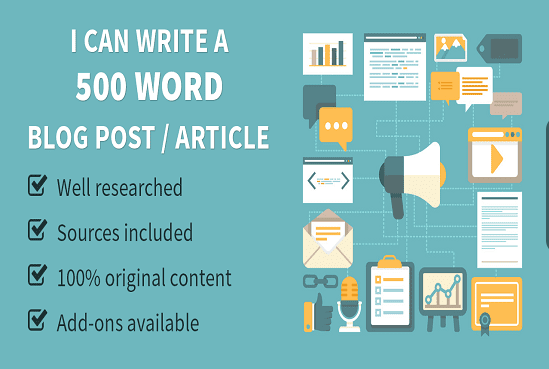 I CAN WRITE A
500 WORD
BLOG POST / ARTICLE
Well researched
Sources included
100% original content
Add-ons available